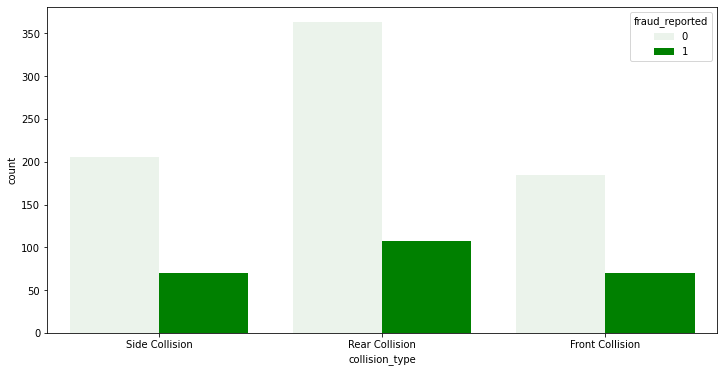 fraud_reported
0
1
350
300
250
200
150
100
50
0
count
Side Collision
Rear Collision
Front Collision
collision_type